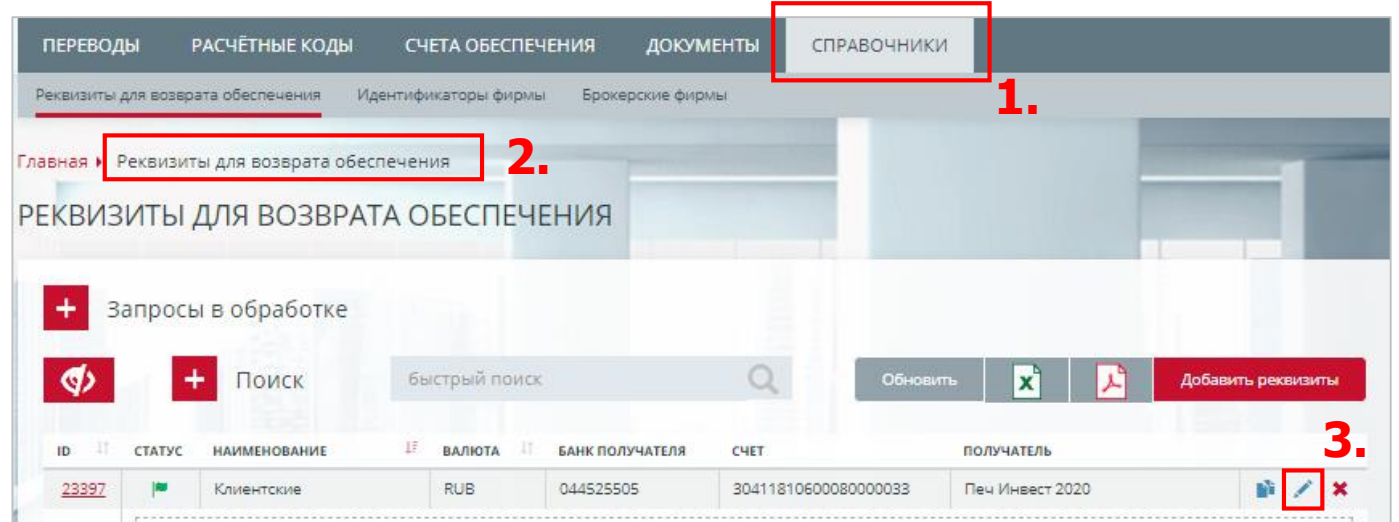 ПЕРЕВОДЫ РАСЧЁТНЫЕ КОДЫ СЧЕТА ОБЕСПЕЧЕНИЯ ДОКУМЕНТЫ СПРАВОЧНИКИ
1.
Реквизиты для возврата обеспечения Идентификаторы фирмы Брокерские фирмы
Главная Реквизиты для возврата обеспечения 2.
РЕКВИЗИТЫ ДЛЯ ВОЗВРАТА ОБЕСПЕЧЕНИЯ
+ Запросы в обработке
+ Поиск быстрый поиск Обновить Добавить реквизиты
3.
ID СТАТУС НАИМЕНОВАНИЕ ВАЛЮТА БАНК ПОЛУЧАТЕЛЯ СЧЕТ ПОЛУЧАТЕЛЬ
23397 Клиентские RUB 044525505 30411810600080000033 Печ Инвест 2020